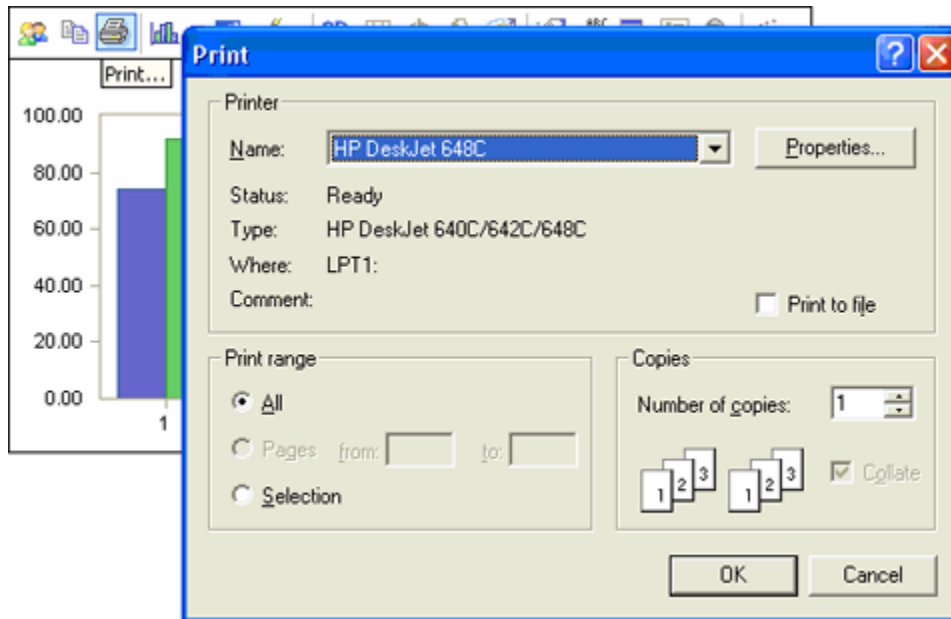 Print...
100.00
80.00
60.00
40.00
20.00
0.00
1
Print
Printer
Name: HP DeskJet 648C Properties...
Status: Ready
Type: HP DeskJet 640C/642C/648C
Where: LPT1:
Comment: Print to file
Print range
All
Pages from: to:
Selection
Copies
Number of copies: 1
1 2 3 1 2 3 Collate
OK Cancel